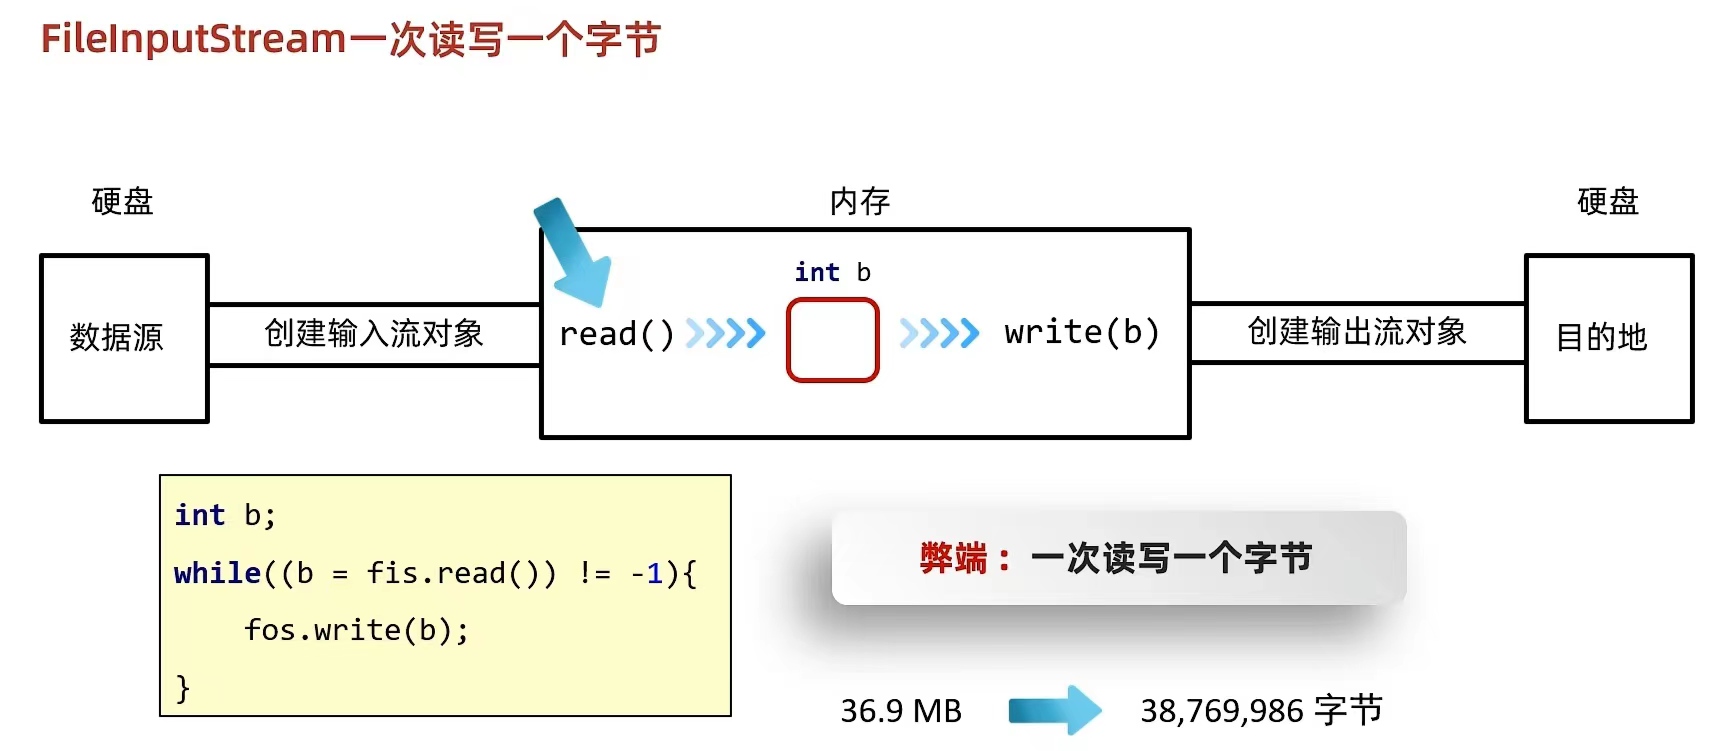 FileInputStream一次读写一个字节
硬盘
内存
硬盘
数据源
创建输入流对象
read()
int b
write(b)
创建输出流对象
目的地
int b;
while((b = fis.read()) != -1){
    fos.write(b);
}
弊端：一次读写一个字节
36.9 MB
38,769,986 字节